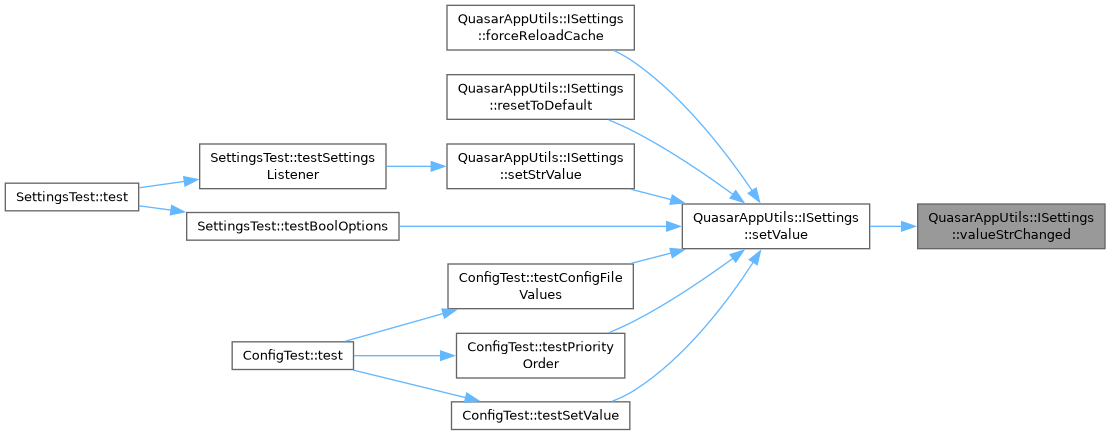 QuasarAppUtils::ISettings
::forceReloadCache
QuasarAppUtils::ISettings
::resetToDefault
SettingsTest::testSettings
Listener
QuasarAppUtils::ISettings
::setStrValue
SettingsTest::test
SettingsTest::testBoolOptions
QuasarAppUtils::ISettings
::setValue
QuasarAppUtils::ISettings
::valueStrChanged
ConfigTest::testConfigFile
Values
ConfigTest::test
ConfigTest::testPriority
Order
ConfigTest::testSetValue